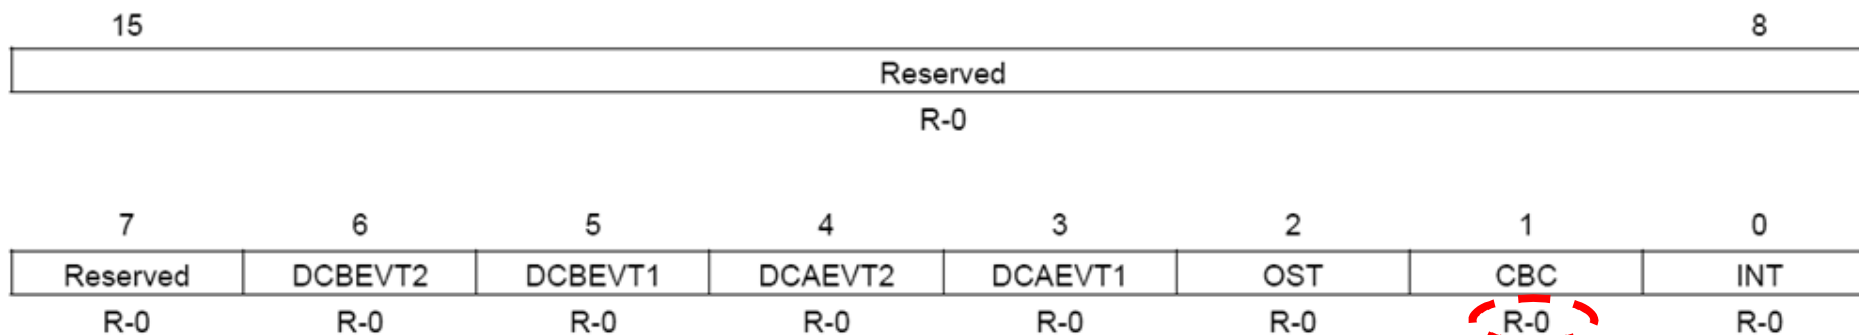 15 8
Reserved
R-0
7 6 5 4 3 2 1 0
Reserved DCBEVT2 DCBEVT1 DCAEVT2 DCAEVT1 OST CBC INT
R-0 R-0 R-0 R-0 R-0 R-0 R-0 R-0